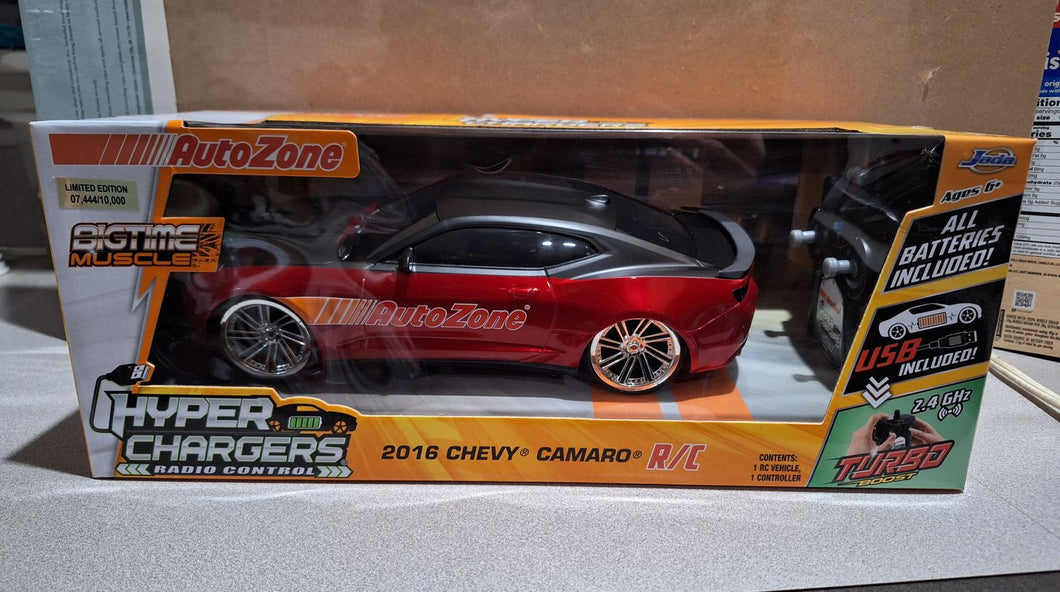 AutoZone
LIMITED EDITION
07,444/10,000
BIGTIME
MUSCLE
AutoZone®
HYPER
CHARGERS®
RADIO CONTROL
2016 CHEVY® CAMARO® R/C
CONTENTS:
1 RC VEHICLE,
1 CONTROLLER
Jada
Ages 6+
ALL
BATTERIES
INCLUDED!
USB
INCLUDED!
2.4 GHz
TURBO
BOOST